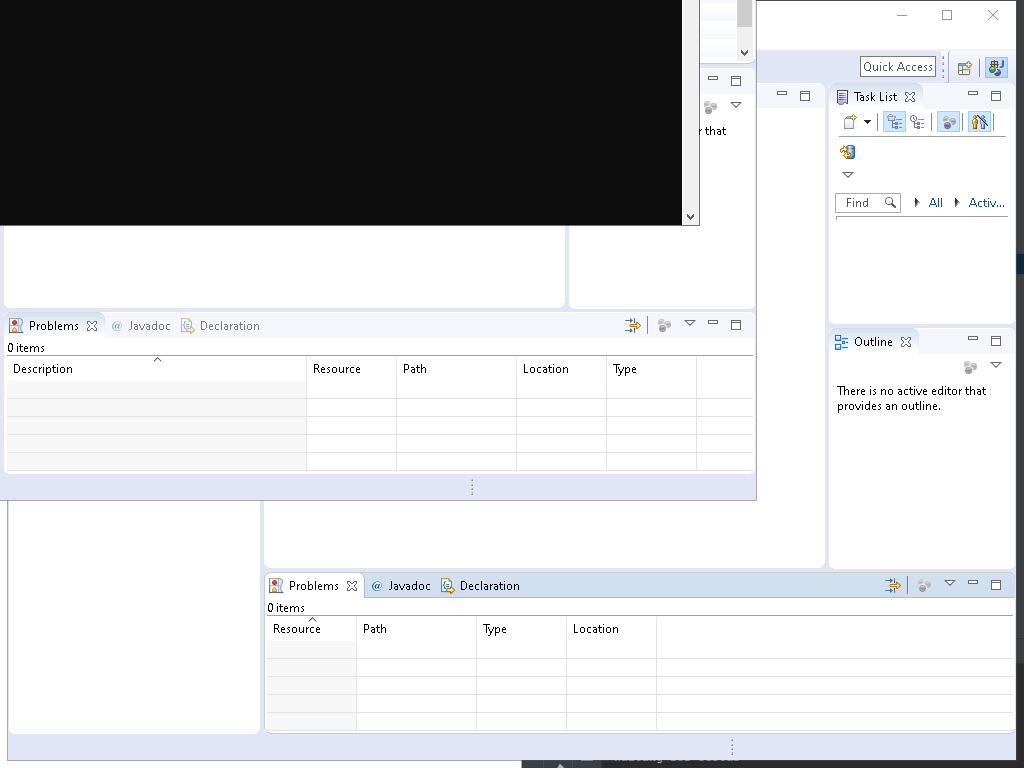 Quick Access
Task List
r that
Find
All
Activ...
Problems
@ Javadoc
Declaration
0 items
Description
Resource
Path
Location
Type
Outline
There is no active editor that
provides an outline.
Problems
@ Javadoc
Declaration
0 items
Resource
Path
Type
Location